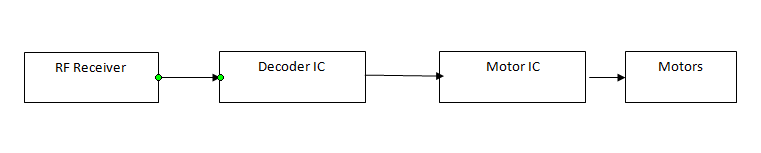 RF Receiver
Decoder IC
Motor IC
Motors